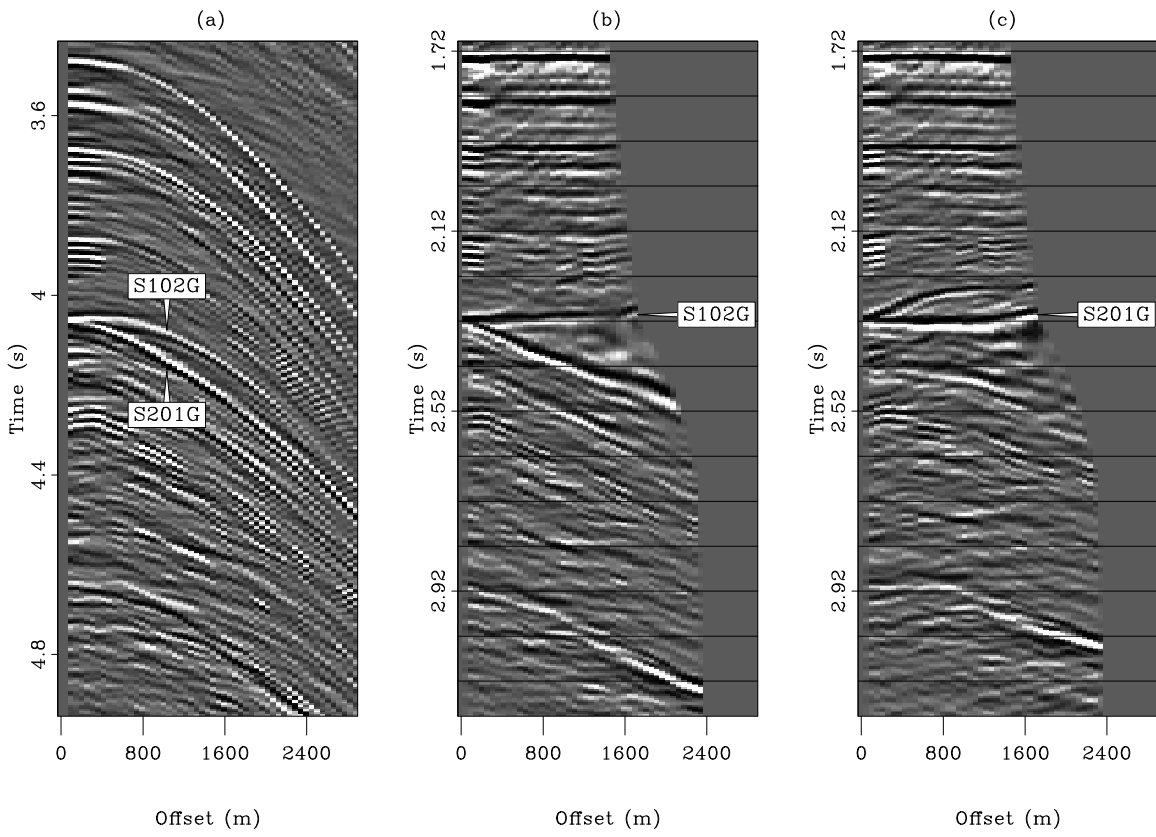 (a)
(b)
(c)
Time (s)
3.6
4
4.4
4.8
S102G
S201G
0
800
1600
2400
Offset (m)
Time (s)
1.72
2.12
2.52
2.92
S102G
0
800
1600
2400
Offset (m)
Time (s)
1.72
2.12
2.52
2.92
S201G
0
800
1600
2400
Offset (m)